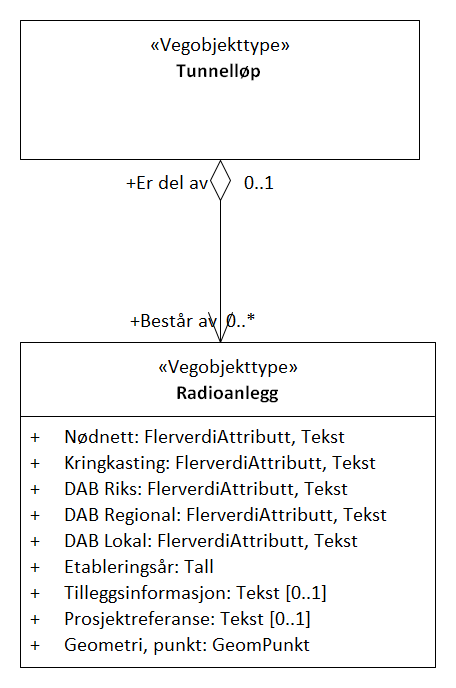 «Vegobjekttype»
Tunnelløp
+Er del av 0..1
+Består av 0..*
«Vegobjekttype»
Radioanlegg
+ Nødnett: FlerverdiAttributt, Tekst
+ Kringkasting: FlerverdiAttributt, Tekst
+ DAB Riks: FlerverdiAttributt, Tekst
+ DAB Regional: FlerverdiAttributt, Tekst
+ DAB Lokal: FlerverdiAttributt, Tekst
+ Etableringsår: Tall
+ Tilleggsinformasjon: Tekst [0..1]
+ Prosjektreferanse: Tekst [0..1]
+ Geometri, punkt: GeomPunkt